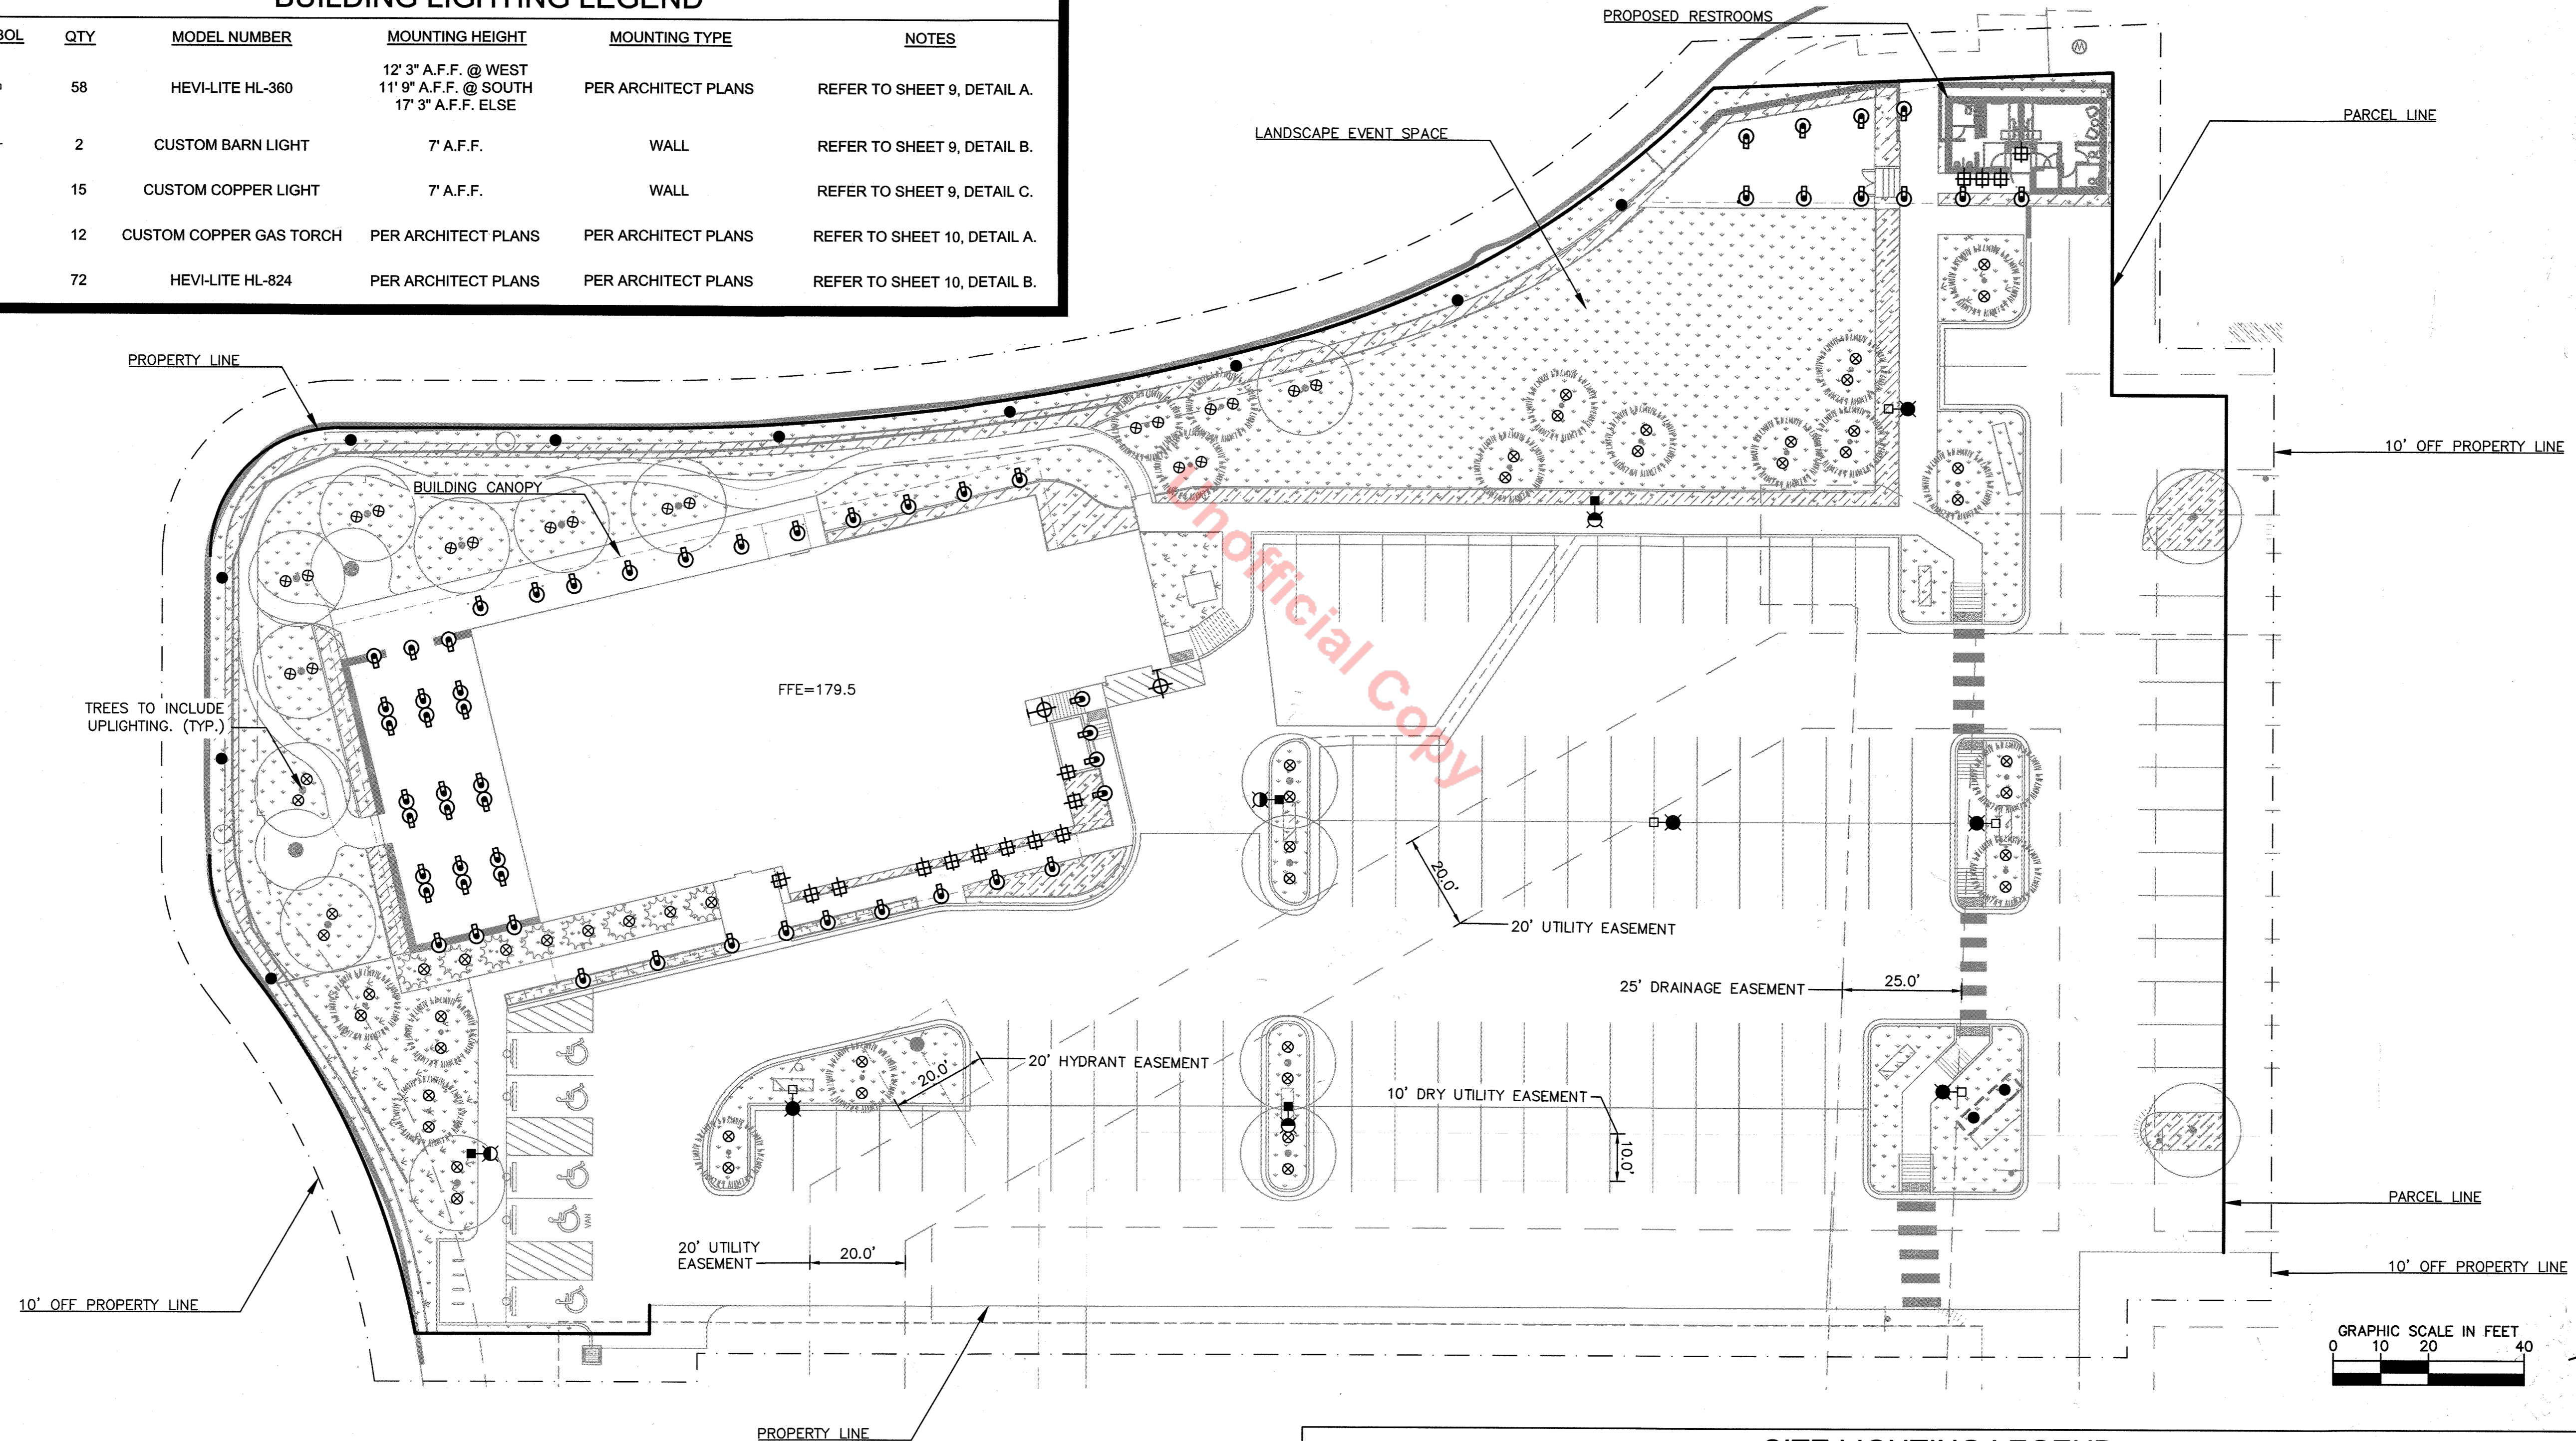 BUILDING LIGHTING LEGEND
QTY MODEL NUMBER MOUNTING HEIGHT MOUNTING TYPE NOTES
12' 3" A.F.F. @ WEST
58 HEVI-LITE HL-360 11' 9" A.F.F. @ SOUTH PER ARCHITECT PLANS REFER TO SHEET 9, DETAIL A.
17' 3" A.F.F. ELSE
2 CUSTOM BARN LIGHT 7' A.F.F. WALL REFER TO SHEET 9, DETAIL B.
15 CUSTOM COPPER LIGHT 7' A.F.F. WALL REFER TO SHEET 9, DETAIL C.
12 CUSTOM COPPER GAS TORCH PER ARCHITECT PLANS PER ARCHITECT PLANS REFER TO SHEET 10, DETAIL A.
72 HEVI-LITE HL-824 PER ARCHITECT PLANS PER ARCHITECT PLANS REFER TO SHEET 10, DETAIL B.
PROPOSED RESTROOMS
PARCEL LINE
LANDSCAPE EVENT SPACE
PROPERTY LINE
10' OFF PROPERTY LINE
BUILDING CANOPY
Unofficial Copy
FFE=179.5
TREES TO INCLUDE
UPLIGHTING. (TYP.)
20.0'
20' UTILITY EASEMENT
25' DRAINAGE EASEMENT
25.0'
20' HYDRANT EASEMENT
20.0'
10' DRY UTILITY EASEMENT
10.0'
VAN
PARCEL LINE
20' UTILITY
EASEMENT
20.0'
10' OFF PROPERTY LINE
10' OFF PROPERTY LINE
GRAPHIC SCALE IN FEET
0 10 20 40
PROPERTY LINE
SITE LIGHTING LEGEND